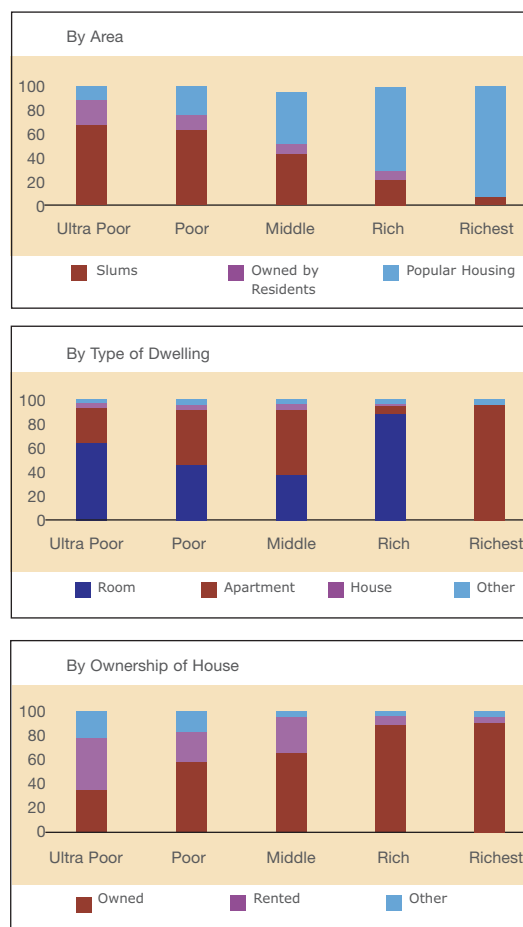 By Area
100
80
60
40
20
0
Ultra Poor Poor Middle Rich Richest
Slums Owned by Residents Popular Housing
By Type of Dwelling
100
80
60
40
20
0
Ultra Poor Poor Middle Rich Richest
Room Apartment House Other
By Ownership of House
100
80
60
40
20
0
Ultra Poor Poor Middle Rich Richest
Owned Rented Other